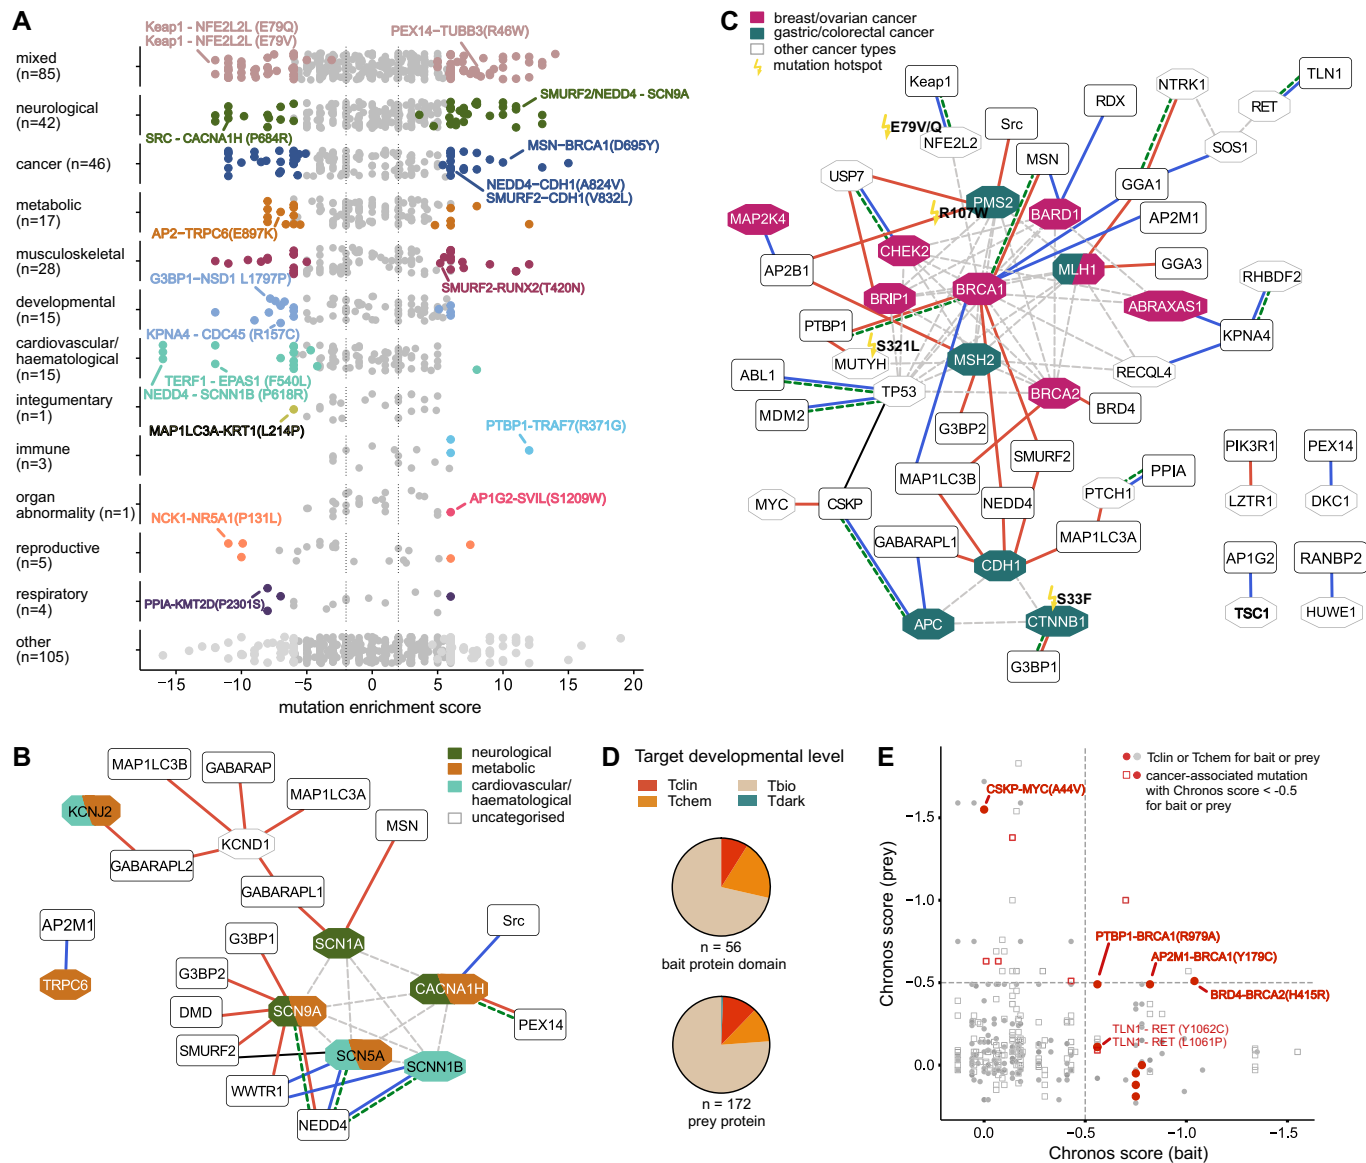 A
Keap1 - NFE2L2L (E79Q)
Keap1 - NFE2L2L (E79V)
PEX14-TUBB3(R46W)
mixed
(n=85)
neurological
(n=42)
SMURF2/NEDD4 - SCN9A
SRC - CACNA1H (P684R)
cancer (n=46)
MSN-BRCA1(D695Y)
NEDD4-CDH1(A824V)
SMURF2-CDH1(V832L)
metabolic
(n=17)
AP2-TRPC6(E897K)
musculoskeletal
(n=28)
G3BP1-NSD1 L1797P)
SMURF2-RUNX2(T420N)
developmental
(n=15)
KPNA4 - CDC45 (R157C)
cardiovascular/
haematological
(n=15)
TERF1 - EPAS1 (F540L)
NEDD4 - SCNN1B (P618R)
integumentary
(n=1)
MAP1LC3A-KRT1(L214P)
PTBP1-TRAF7(R371G)
immune
(n=3)
organ
abnormality (n=1)
AP1G2-SVIL(S1209W)
NCK1-NR5A1(P131L)
reproductive
(n=5)
respiratory
(n=4)
PPIA-KMT2D(P2301S)
other
(n=105)
−15 −10 −5 0 5 10 15 20
mutation enrichment score
C
breast/ovarian cancer
gastric/colorectal cancer
other cancer types
mutation hotspot
Keap1
E79V/Q
NFE2L2
Src
RDX
NTRK1
TLN1
RET
SOS1
USP7
MSN
GGA1
PMS2
R107W
BARD1
AP2M1
MAP2K4
CHEK2
AP2B1
MLH1
GGA3
BRIP1
BRCA1
ABRAXAS1
RHBDF2
PTBP1
KPNA4
S321L
MUTYH
MSH2
RECQL4
ABL1
TP53
BRCA2
MDM2
BRD4
G3BP2
SMURF2
MAP1LC3B
MYC
CSKP
NEDD4
PTCH1
PPIA
GABARAPL1
MAP1LC3A
CDH1
S33F
APC
CTNNB1
G3BP1
PIK3R1
LZTR1
PEX14
DKC1
AP1G2
TSC1
RANBP2
HUWE1
B
neurological
metabolic
cardiovascular/
haematological
uncategorised
MAP1LC3B
GABARAP
MAP1LC3A
KCNJ2
KCND1
MSN
GABARAPL2
GABARAPL1
AP2M1
TRPC6
G3BP1
SCN1A
Src
G3BP2
CACNA1H
DMD
SCN9A
PEX14
SMURF2
SCN5A
SCNN1B
WWTR1
NEDD4
D
Target developmental level
Tclin
Tbio
Tchem
Tdark
n = 56
bait protein domain
n = 172
prey protein
E
Tclin or Tchem for bait or prey
cancer-associated mutation
with Chronos score < -0.5
for bait or prey
CSKP-MYC(A44V)
PTBP1-BRCA1(R979A)
AP2M1-BRCA1(Y179C)
BRD4-BRCA2(H415R)
TLN1 - RET (Y1062C)
TLN1 - RET (L1061P)
Chronos score (prey)
−1.5
−1.0
−0.5
0.0
0.0 −0.5 −1.0 −1.5
Chronos score (bait)